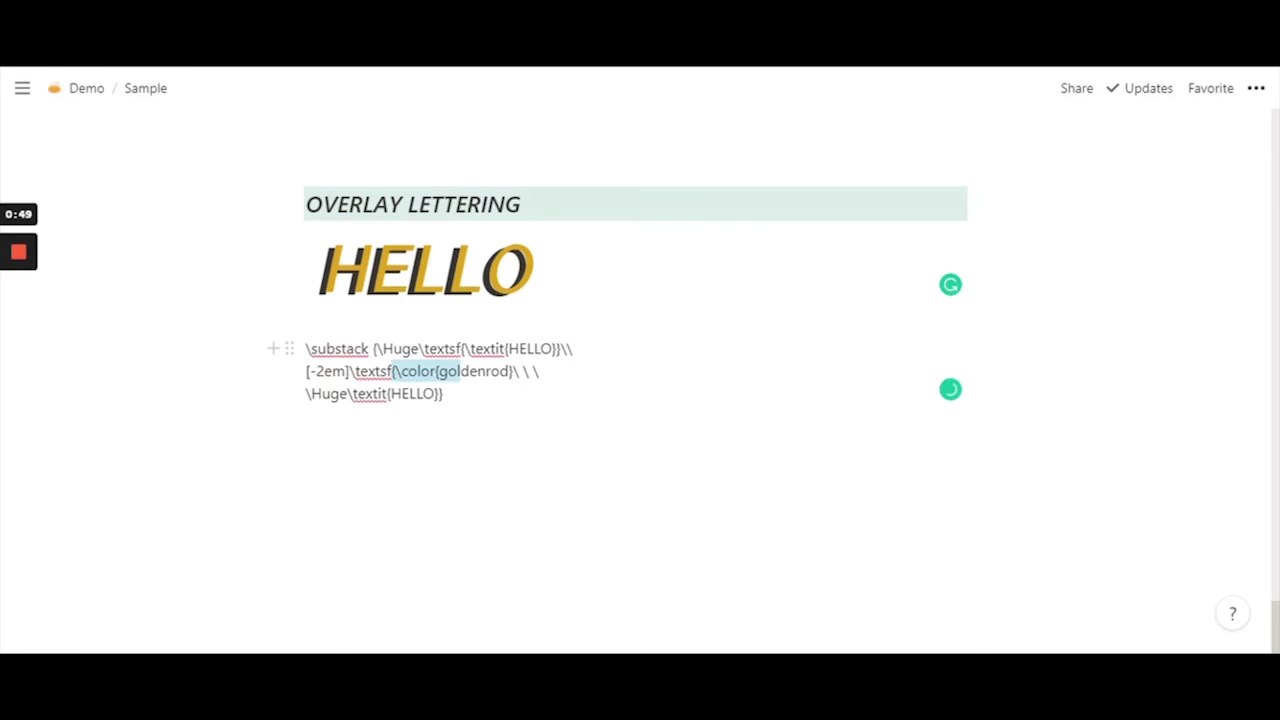 Demo / Sample
Share
Updates
Favorite
•••
0:49
OVERLAY LETTERING
HELLO
\substack {\Huge\textsf{\textit{HELLO}}\\
[-2em]\textsf{\color{goldenrod}\ \ \
\Huge\textit{HELLO}}
?